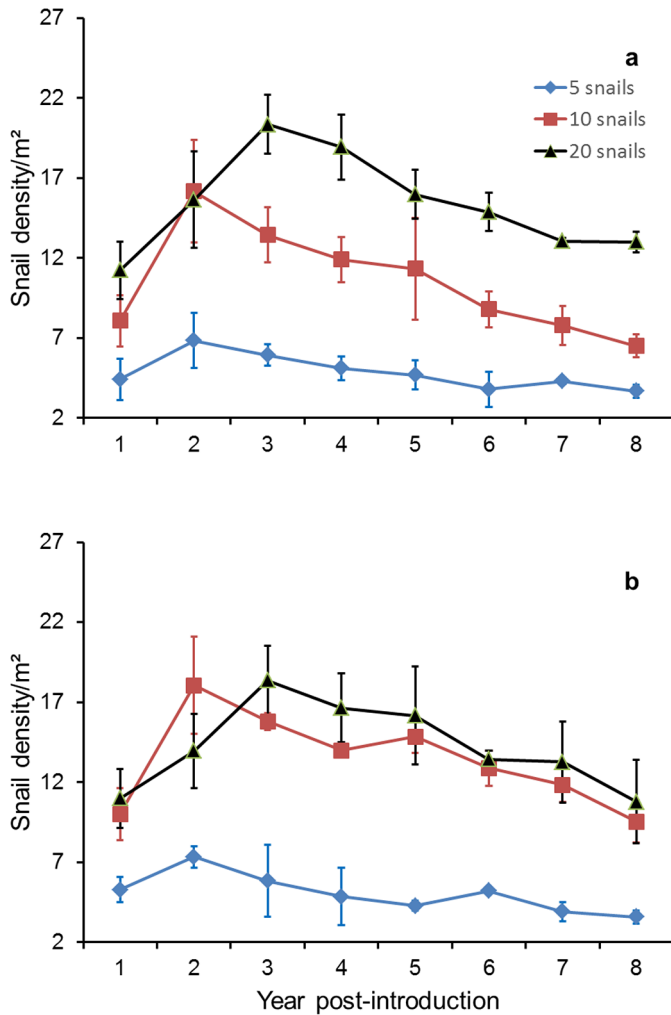 27
a
5 snails
22
10 snails
20 snails
17
12
7
2
Snail density/m²
1 2 3 4 5 6 7 8
27
b
22
17
12
7
2
Snail density/m²
1 2 3 4 5 6 7 8
Year post-introduction